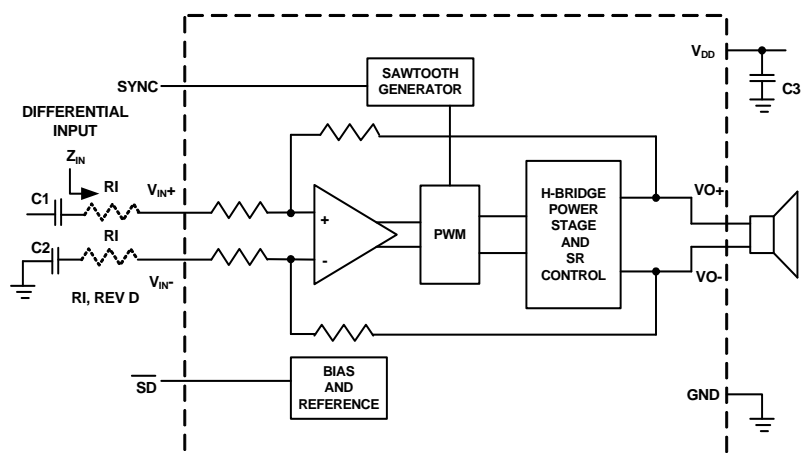 V_DD
SAWTOOTH
GENERATOR
SYNC
C3
DIFFERENTIAL
INPUT
Z_IN
C1
RI
V_IN+
+
PWM
H-BRIDGE
POWER
STAGE
AND
SR
CONTROL
VO+
C2
RI
-
V_IN-
VO-
RI, REV D
SD
BIAS
AND
REFERENCE
GND